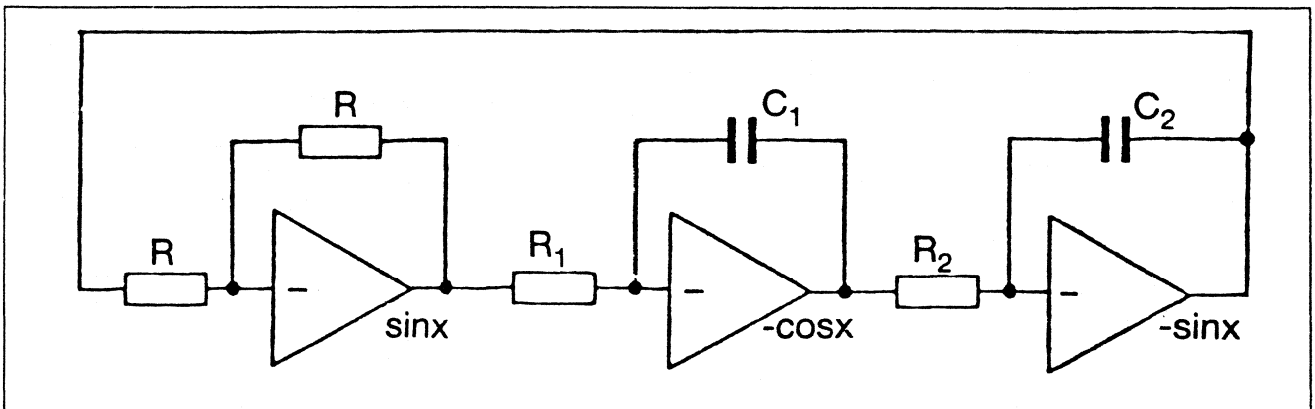 R
C₁
C₂
R
R₁
R₂
−
−
−
sinx
-cosx
-sinx